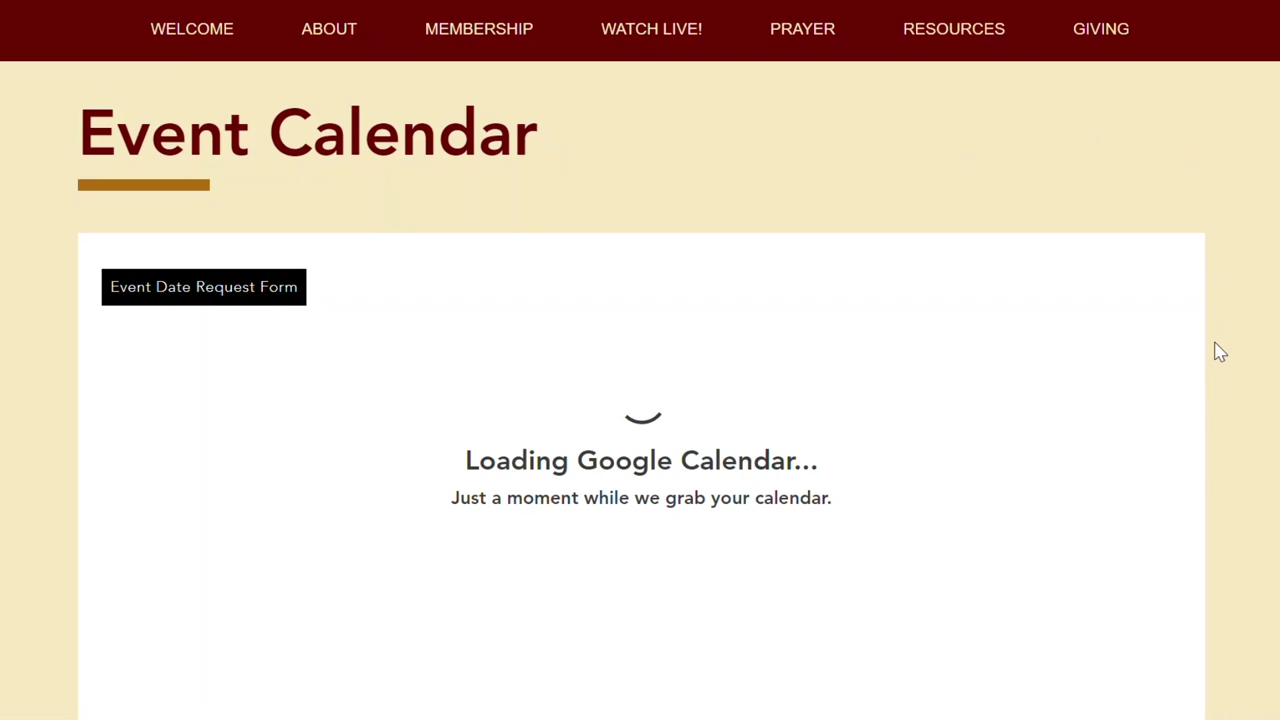 WELCOME ABOUT MEMBERSHIP WATCH LIVE! PRAYER RESOURCES GIVING
Event Calendar
Event Date Request Form
Loading Google Calendar...
Just a moment while we grab your calendar.